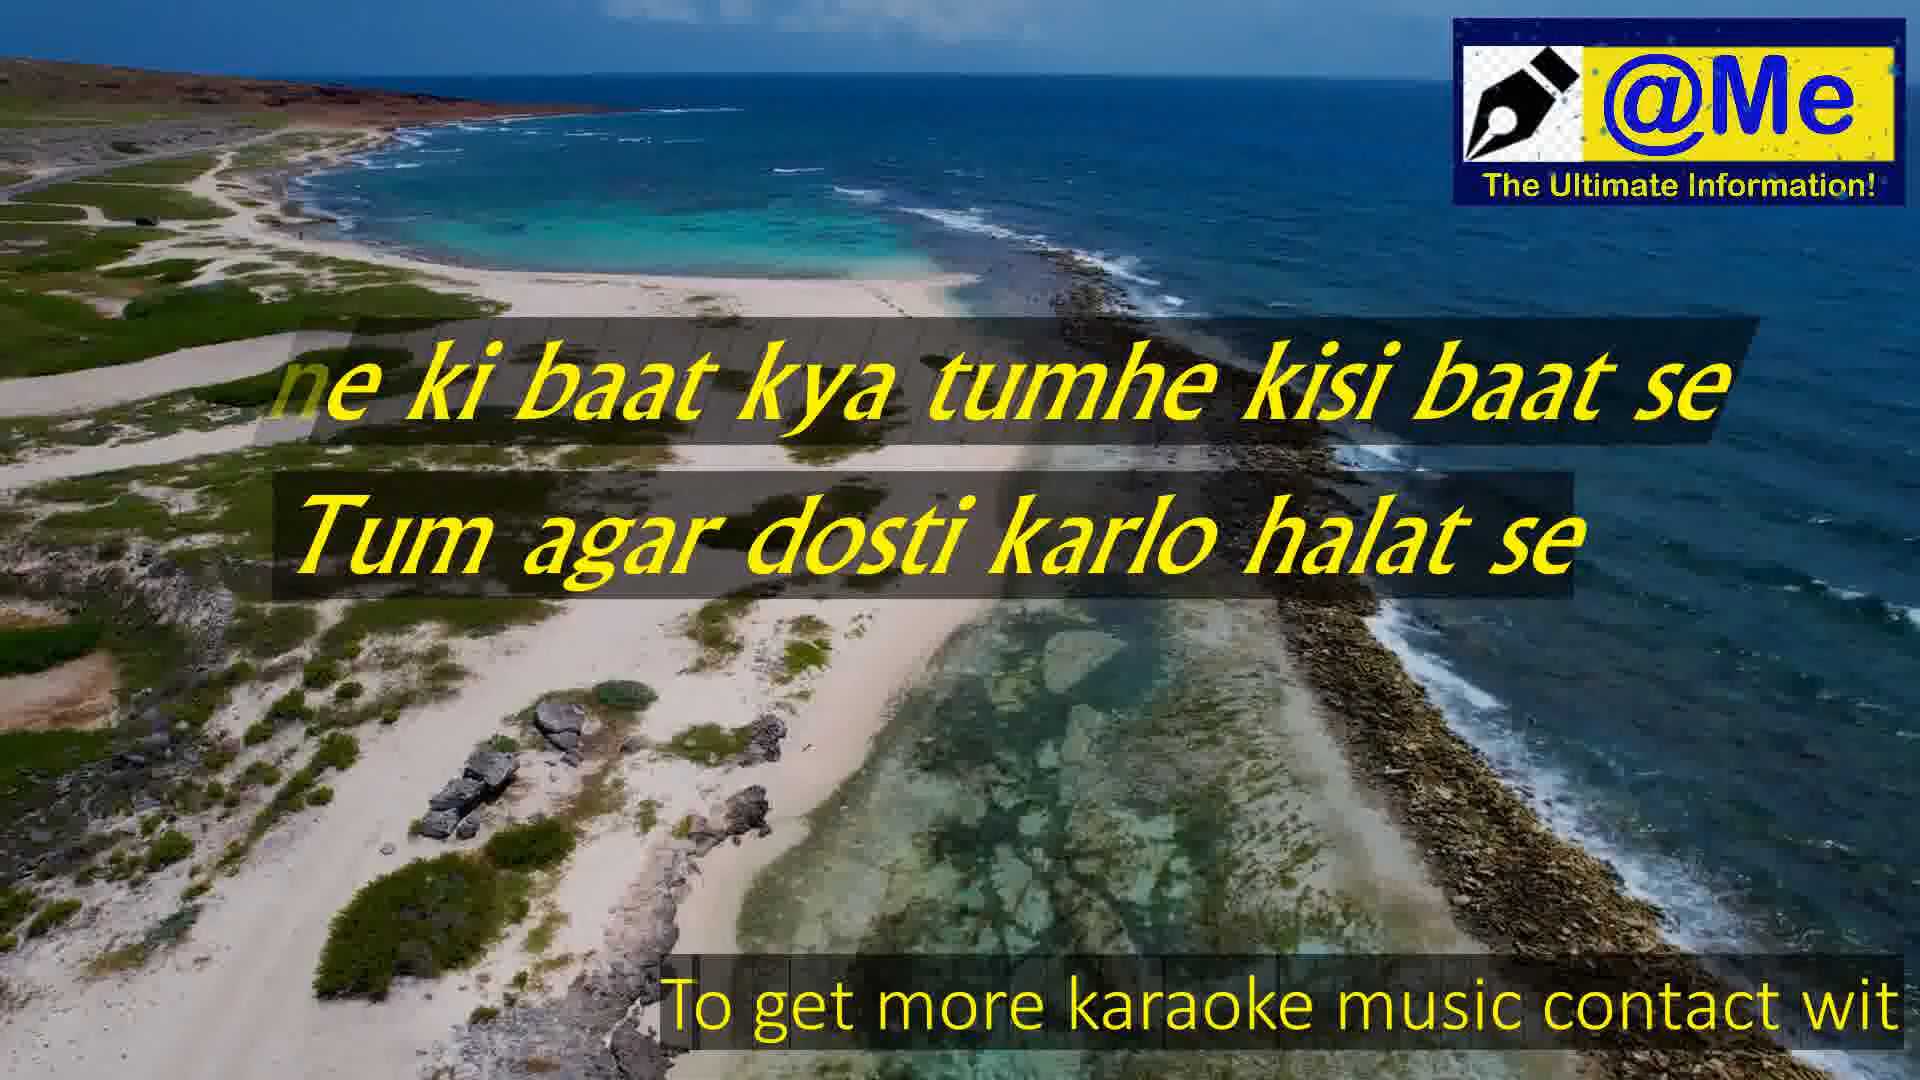 @Me
The Ultimate Information!
ne ki baat kya tumhe kisi baat se
Tum agar dosti karlo halat se
To get more karaoke music contact wit